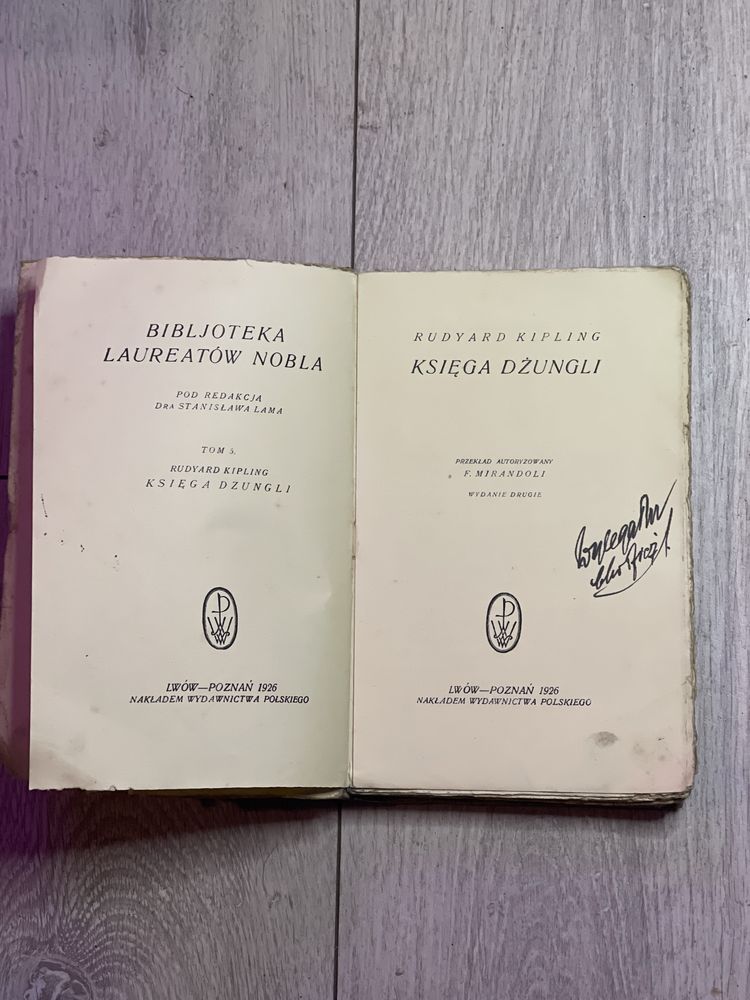 BIBLJOTEKA
LAUREATÓW NOBLA
POD REDAKCJĄ
DRA STANISŁAWA LAMA
TOM 5.
RUDYARD KIPLING
KSIĘGA DŻUNGLI
LWÓW—POZNAŃ 1926
NAKŁADEM WYDAWNICTWA POLSKIEGO
RUDYARD KIPLING
KSIĘGA DŻUNGLI
PRZEKŁAD AUTORYZOWANY
F. MIRANDOLI
WYDANIE DRUGIE
LWÓW—POZNAŃ 1926
NAKŁADEM WYDAWNICTWA POLSKIEGO